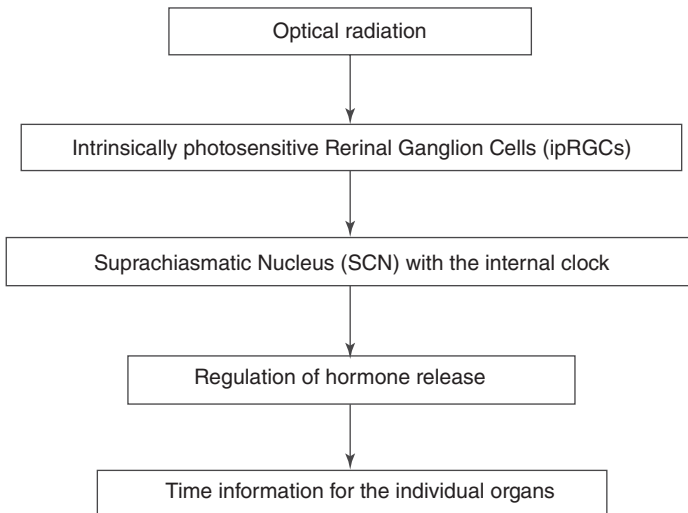 Optical radiation
Intrinsically photosensitive Rerinal Ganglion Cells (ipRGCs)
Suprachiasmatic Nucleus (SCN) with the internal clock
Regulation of hormone release
Time information for the individual organs